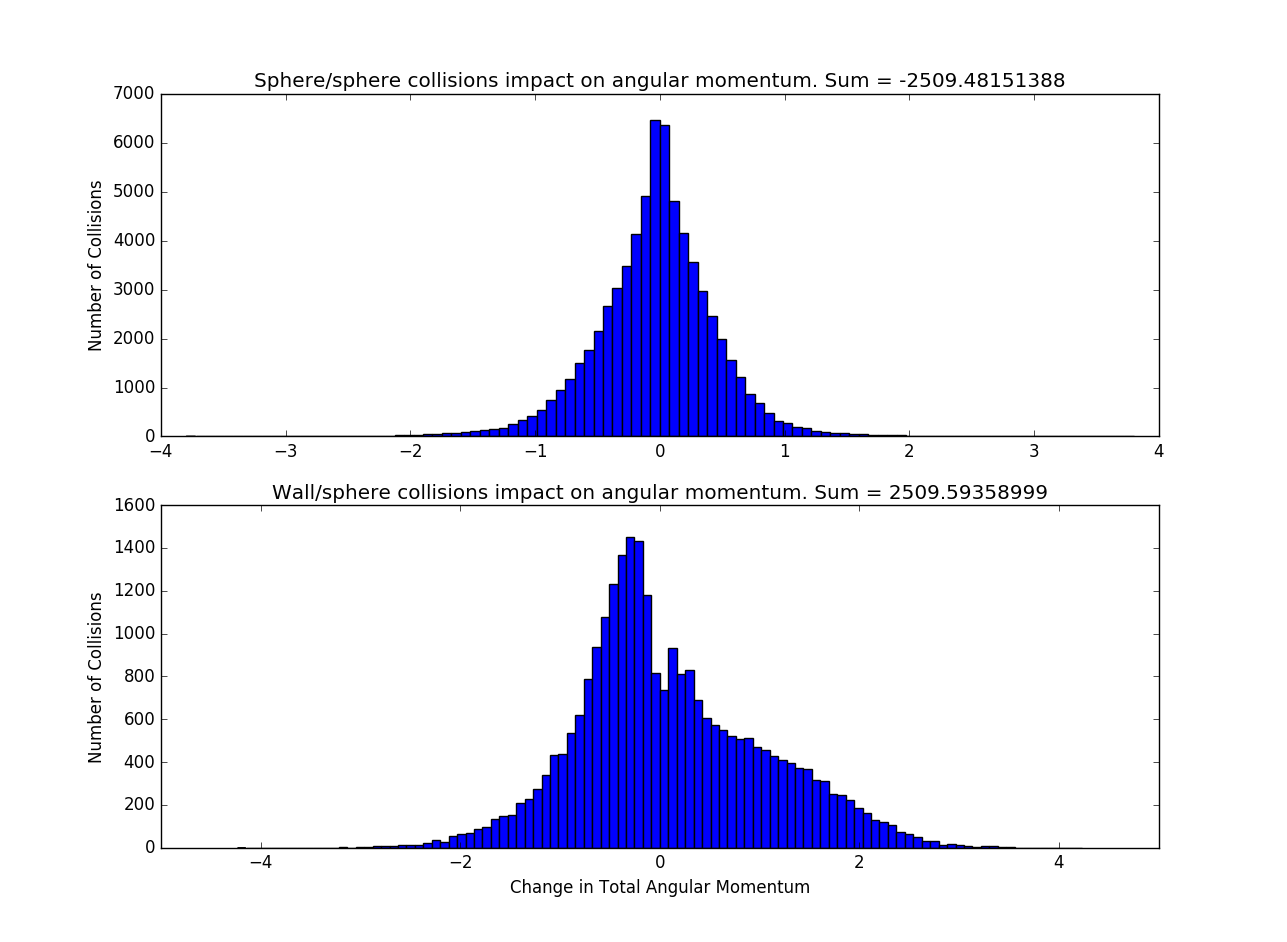 Sphere/sphere collisions impact on angular momentum. Sum = -2509.48151388
7000
6000
5000
4000
3000
2000
1000
0
Number of Collisions
−4 −3 −2 −1 0 1 2 3 4
Wall/sphere collisions impact on angular momentum. Sum = 2509.59358999
1600
1400
1200
1000
800
600
400
200
0
Number of Collisions
−4 −2 0 2 4
Change in Total Angular Momentum